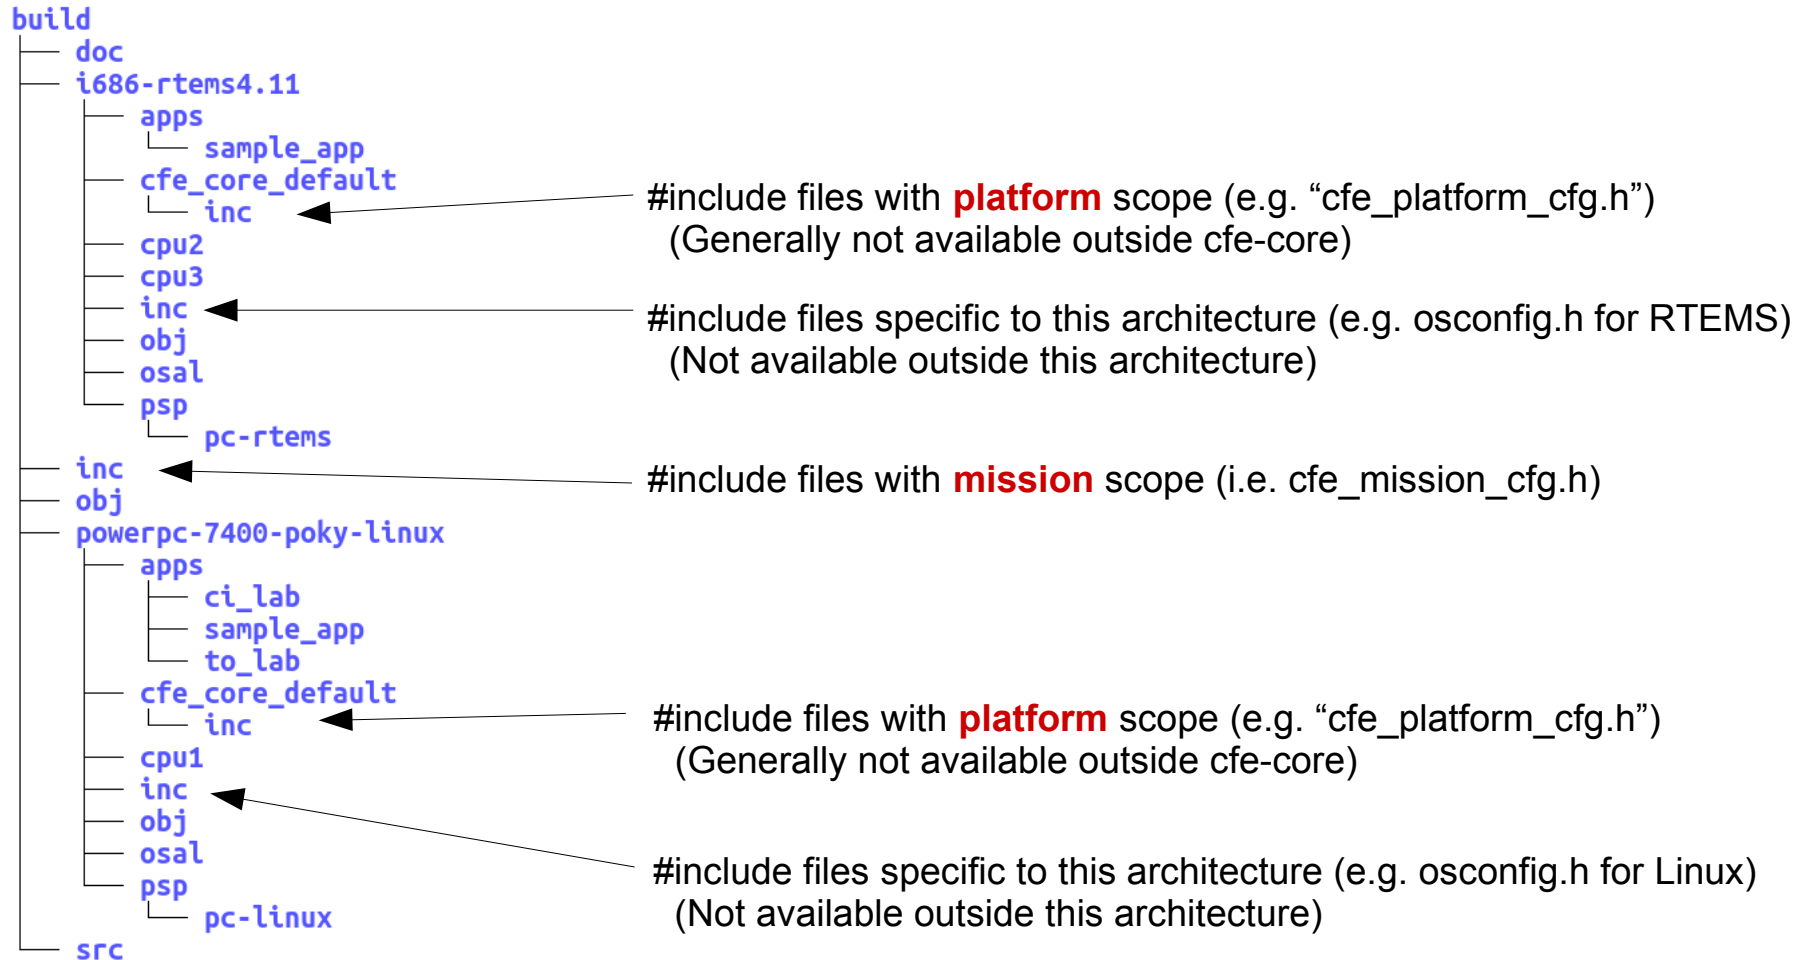 build
doc
i686-rtems4.11
apps
sample_app
cfe_core_default
inc
#include files with platform scope (e.g. “cfe_platform_cfg.h”)
(Generally not available outside cfe-core)
cpu2
cpu3
inc
#include files specific to this architecture (e.g. osconfig.h for RTEMS)
(Not available outside this architecture)
obj
osal
psp
pc-rtems
inc
#include files with mission scope (i.e. cfe_mission_cfg.h)
obj
powerpc-7400-poky-linux
apps
ci_lab
sample_app
to_lab
cfe_core_default
inc
#include files with platform scope (e.g. “cfe_platform_cfg.h”)
(Generally not available outside cfe-core)
cpu1
inc
#include files specific to this architecture (e.g. osconfig.h for Linux)
(Not available outside this architecture)
obj
osal
psp
pc-linux
src